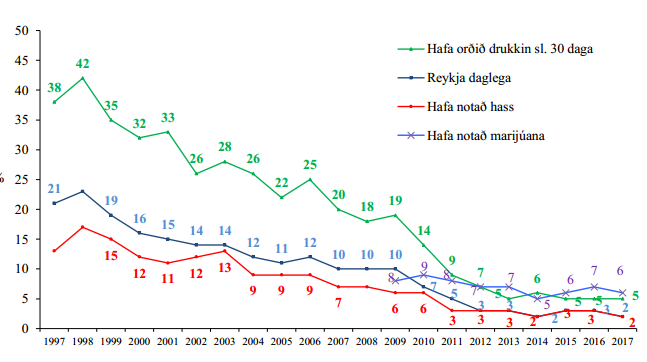 50
45
40
35
30
25
20
15
10
5
0
%
Hafa orðið drukkin sl. 30 daga
Reykja daglega
Hafa notað hass
Hafa notað marijúana
38 42 35 32 33 26 28 26 22 25 20 18 19 14 9 7 5 6 5 5 5
21 19 16 15 14 14 12 11 12 10 10 10 7 5 3 3 2 3 2
15 12 11 12 13 9 9 9 7 6 6 3 3 3 2 3 3 2
8 9 8 7 7 5 6 7 6
1997 1998 1999 2000 2001 2002 2003 2004 2005 2006 2007 2008 2009 2010 2011 2012 2013 2014 2015 2016 2017